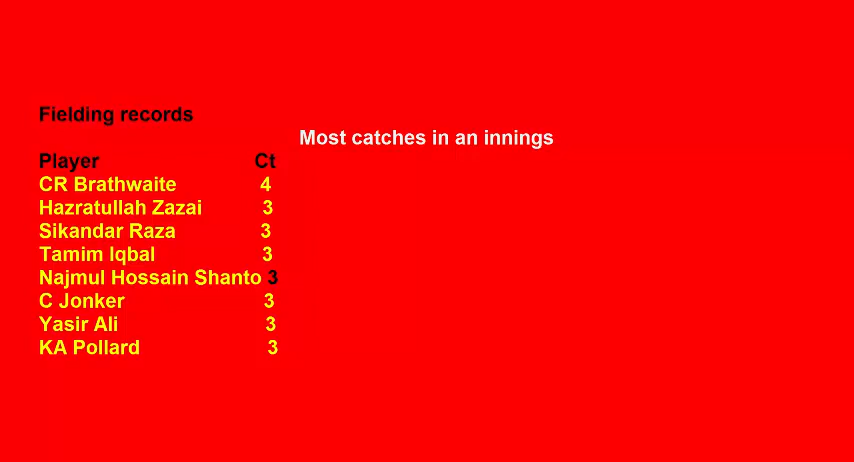 Fielding records
Most catches in an innings
Player Ct
CR Brathwaite 4
Hazratullah Zazai 3
Sikandar Raza 3
Tamim Iqbal 3
Najmul Hossain Shanto 3
C Jonker 3
Yasir Ali 3
KA Pollard 3